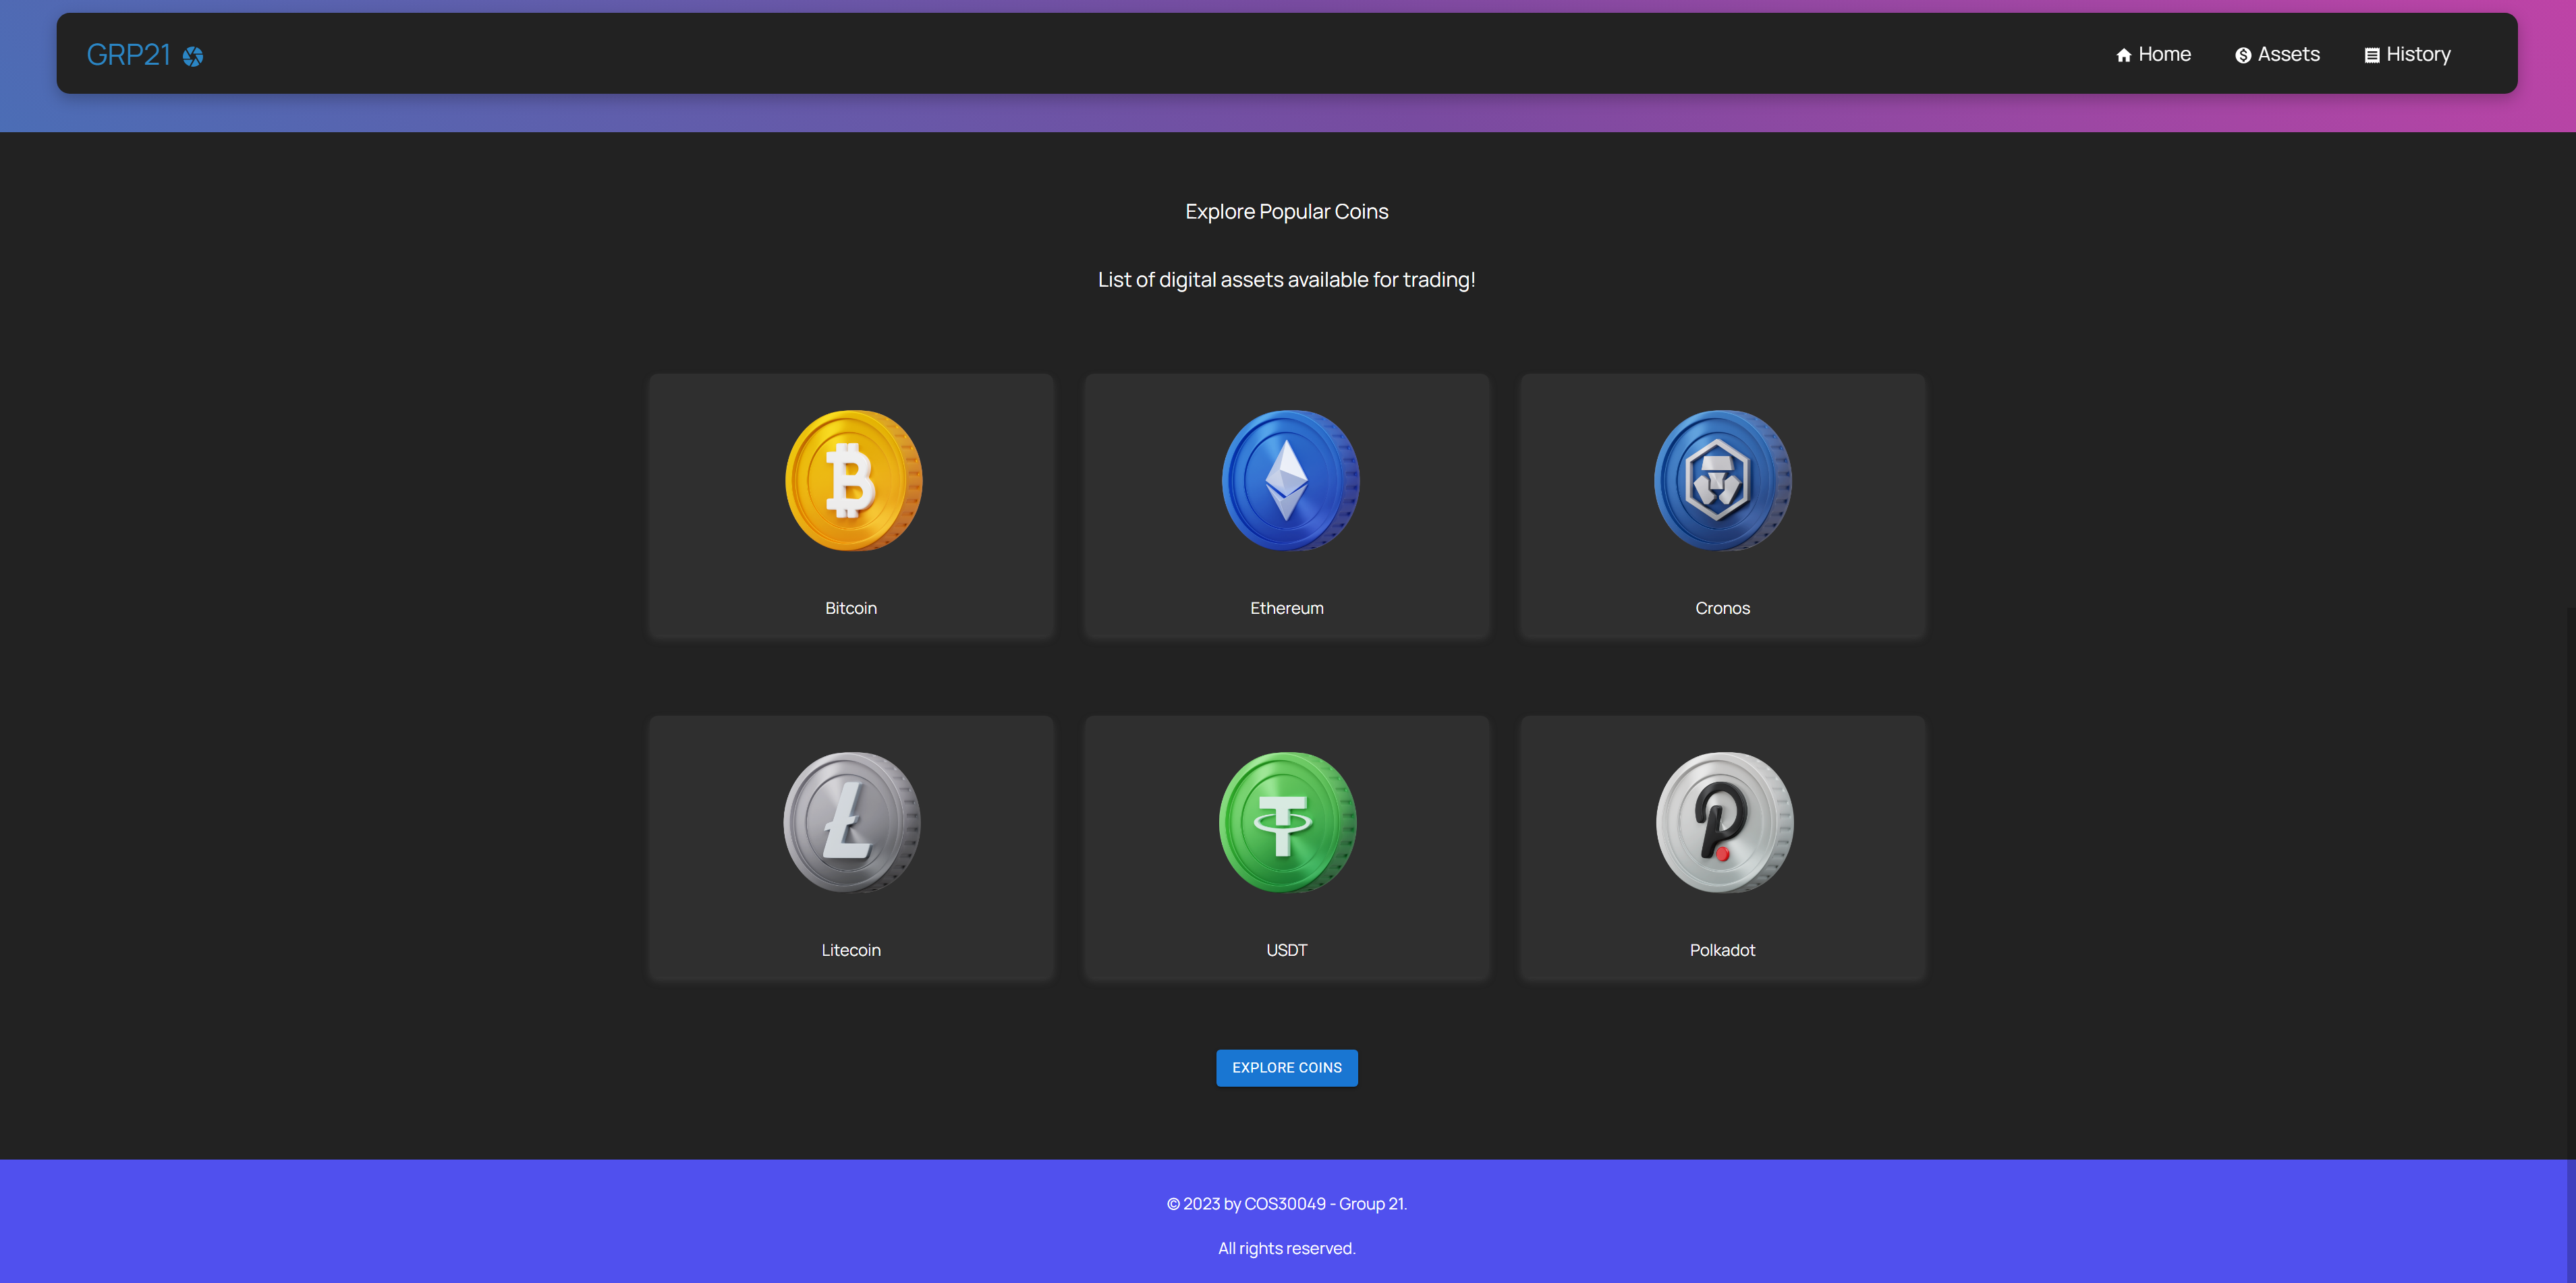 GRP21
Home Assets History
Explore Popular Coins
List of digital assets available for trading!
Bitcoin Ethereum Cronos
Litecoin USDT Polkadot
EXPLORE COINS
© 2023 by COS30049 - Group 21.
All rights reserved.